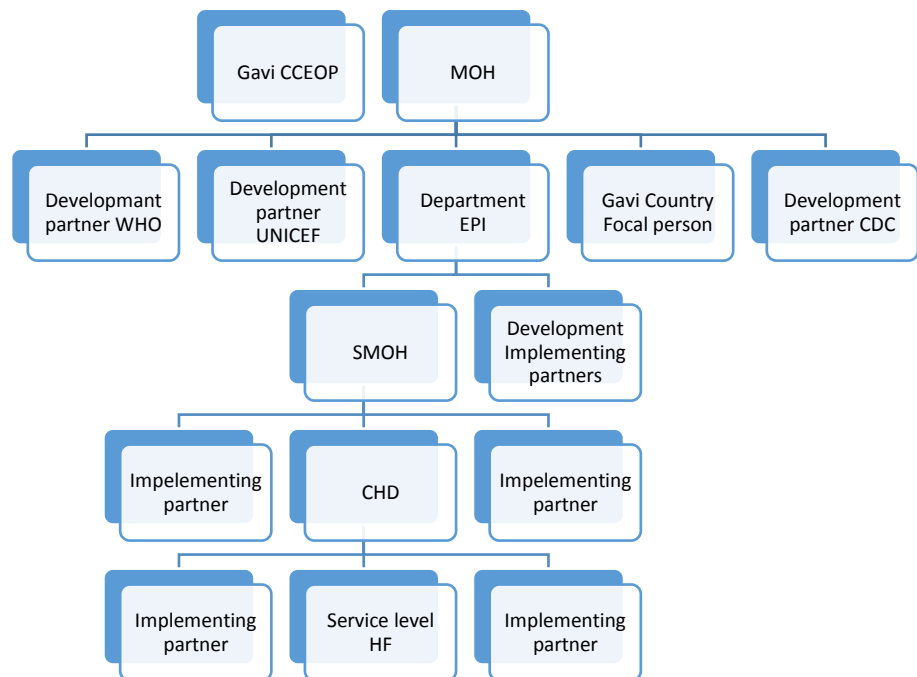 Gavi CCEOP
MOH
Developmant
partner WHO
Development
partner
UNICEF
Department
EPI
Gavi Country
Focal person
Development
partner CDC
SMOH
Development
Implementing
partners
Impelementing
partner
CHD
Impelementing
partner
Implementing
partner
Service level
HF
Implementing
partner